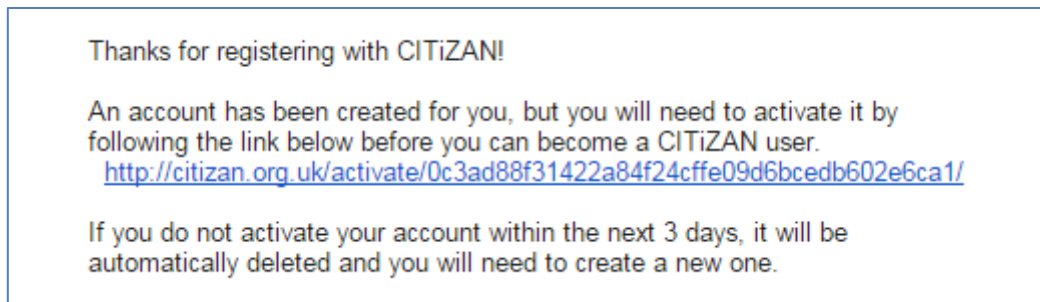 Thanks for registering with CITiZAN!
An account has been created for you, but you will need to activate it by
following the link below before you can become a CITiZAN user.
http://citizan.org.uk/activate/0c3ad88f31422a84f24cffe09d6bcedb602e6ca1/
If you do not activate your account within the next 3 days, it will be
automatically deleted and you will need to create a new one.